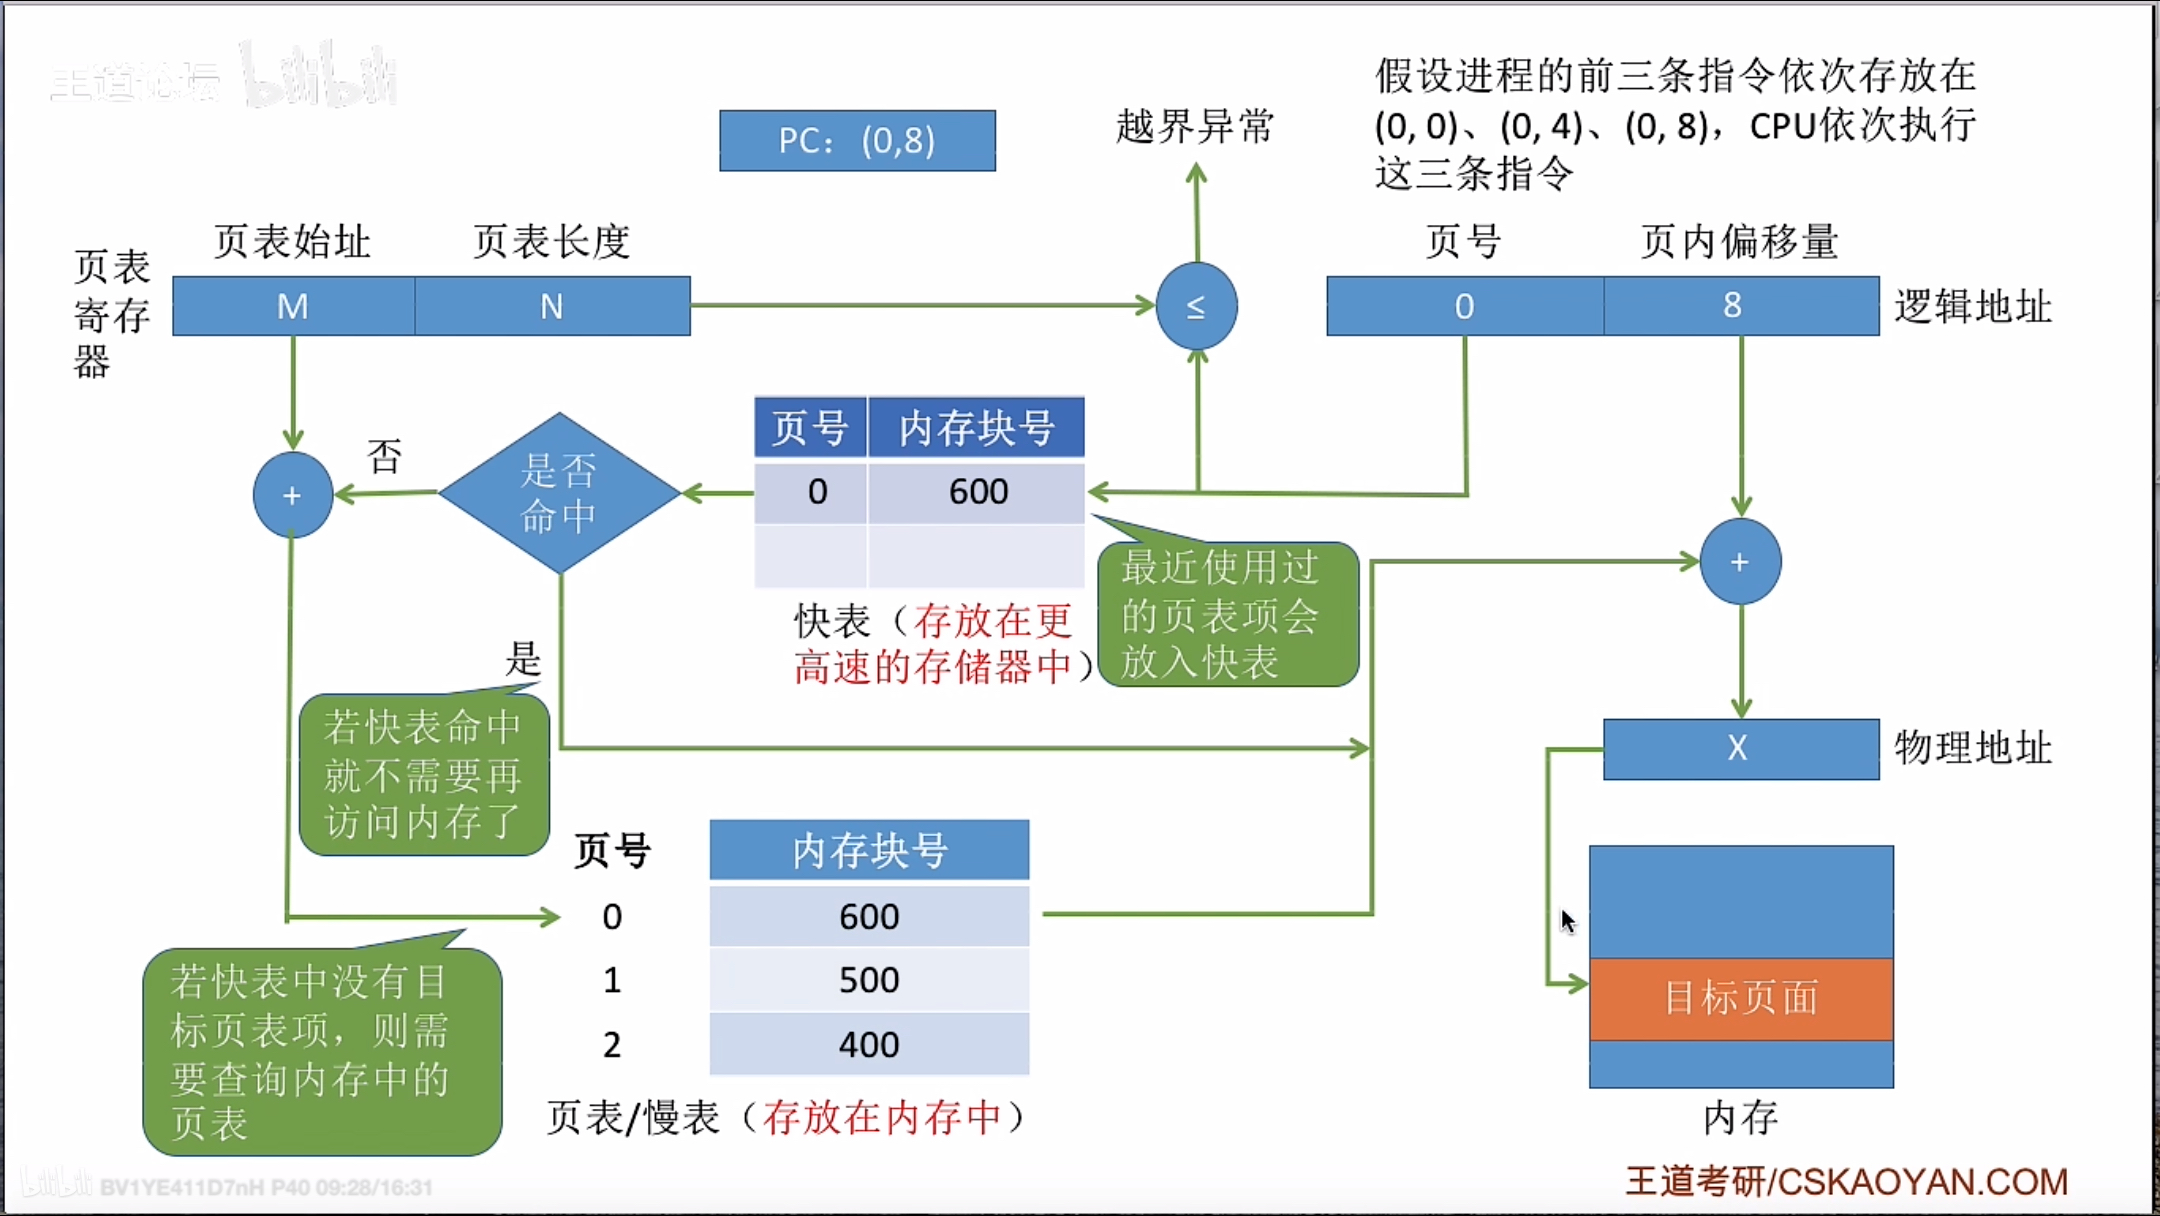 王道论坛 bilibili
假设进程的前三条指令依次存放在
(0, 0)、(0, 4)、(0, 8)，CPU依次执行
这三条指令
PC：(0,8)
越界异常
页表始址
页表长度
页号
页内偏移量
页表
寄存
器
M
N
≤
0
8
逻辑地址
页号
内存块号
0
600
否
是否
命中
+
+
最近使用过
的页表项会
放入快表
快表（存放在更
高速的存储器中）
是
若快表命中
就不需要再
访问内存了
X
物理地址
页号
内存块号
0
600
1
500
2
400
目标页面
若快表中没有目
标页表项，则需
要查询内存中的
页表
页表/慢表（存放在内存中）
内存
bilibili BV1YE411D7nH P40 09:28/16:31
王道考研/CSKAOYAN.COM